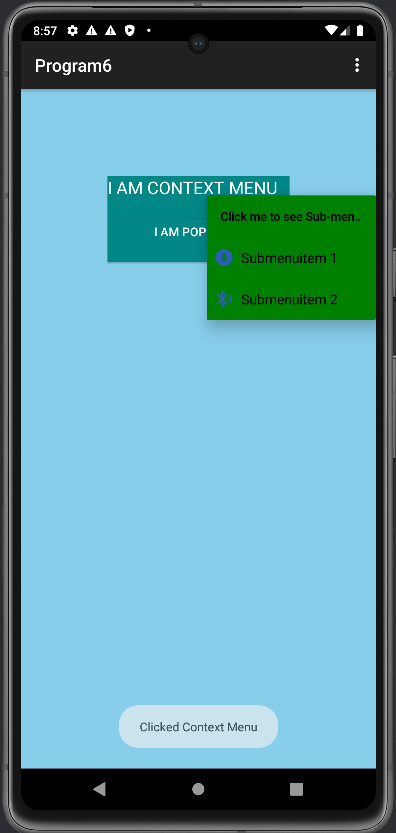 8:57
Program6
I AM CONTEXT MENU
I AM POP
Click me to see Sub-men..
Submenuitem 1
Submenuitem 2
Clicked Context Menu